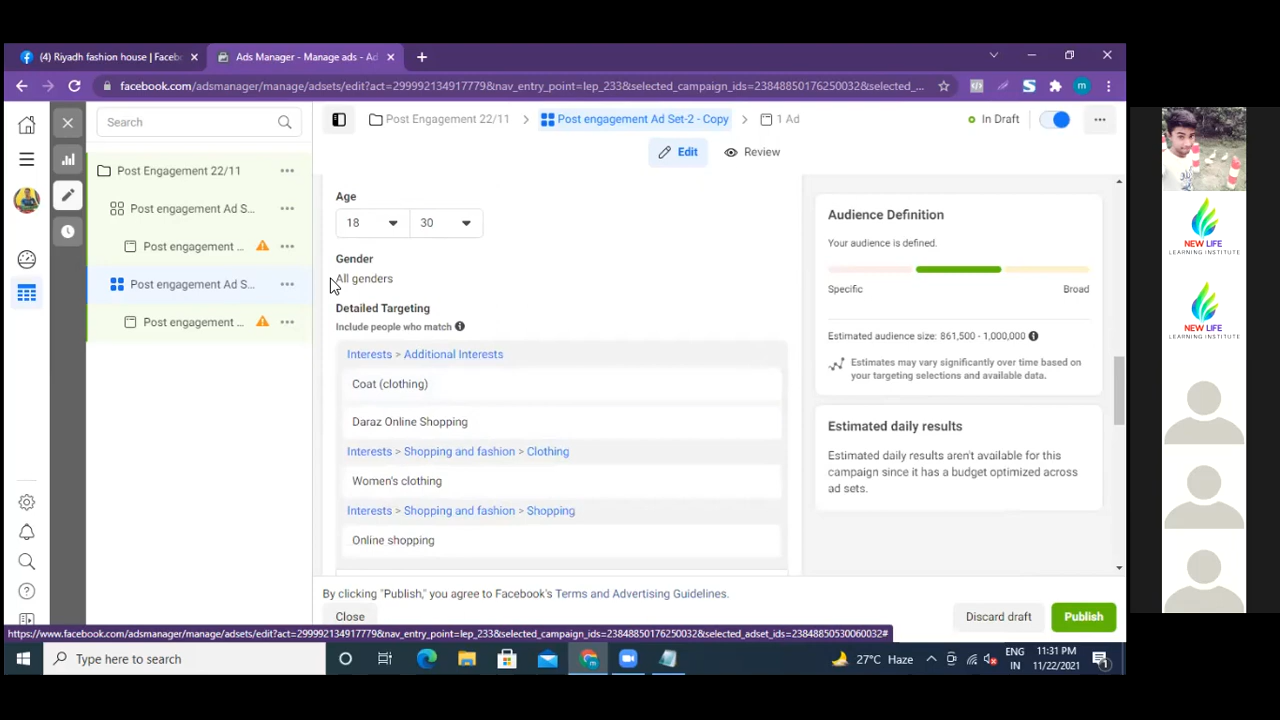 (4) Riyadh fashion house | Facebo
Ads Manager - Manage ads - Ad
facebook.com/adsmanager/manage/adsets/edit?act=299992134917779&nav_entry_point=lep_233&selected_campaign_ids=23848850176250032&selected_...
Search
Post Engagement 22/11
Post engagement Ad Set-2 - Copy
1 Ad
In Draft
Edit
Review
Post Engagement 22/11
Post engagement Ad S...
Post engagement ...
Post engagement Ad S...
Post engagement ...
Age
18
30
Gender
All genders
Detailed Targeting
Include people who match
Interests > Additional Interests
Coat (clothing)
Daraz Online Shopping
Interests > Shopping and fashion > Clothing
Women's clothing
Interests > Shopping and fashion > Shopping
Online shopping
Audience Definition
Your audience is defined.
Specific
Broad
Estimated audience size: 861,500 - 1,000,000
Estimates may vary significantly over time based on
your targeting selections and available data.
Estimated daily results
Estimated daily results aren't available for this
campaign since it has a budget optimized across
ad sets.
By clicking "Publish," you agree to Facebook's Terms and Advertising Guidelines.
Close
Discard draft
Publish
https://www.facebook.com/adsmanager/manage/adsets/edit?act=299992134917779&nav_entry_point=lep_233&selected_campaign_ids=23848850176250032&selected_adset_ids=23848850530060032#
Type here to search
27°C Haze
ENG
IN
11:31 PM
11/22/2021
1
NEW LIFE
LEARNING INSTITUTE
NEW LIFE
LEARNING INSTITUTE